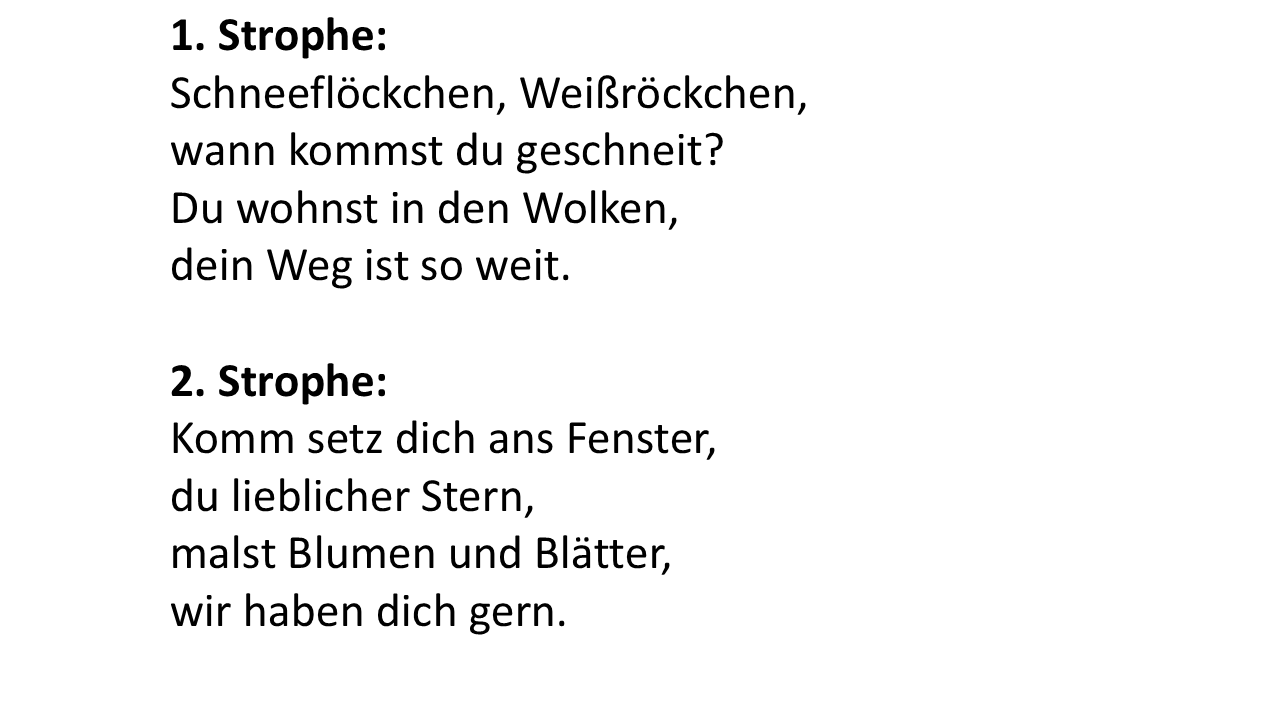 1. Strophe:
Schneeflöckchen, Weißröckchen,
wann kommst du geschneit?
Du wohnst in den Wolken,
dein Weg ist so weit.
2. Strophe:
Komm setz dich ans Fenster,
du lieblicher Stern,
malst Blumen und Blätter,
wir haben dich gern.